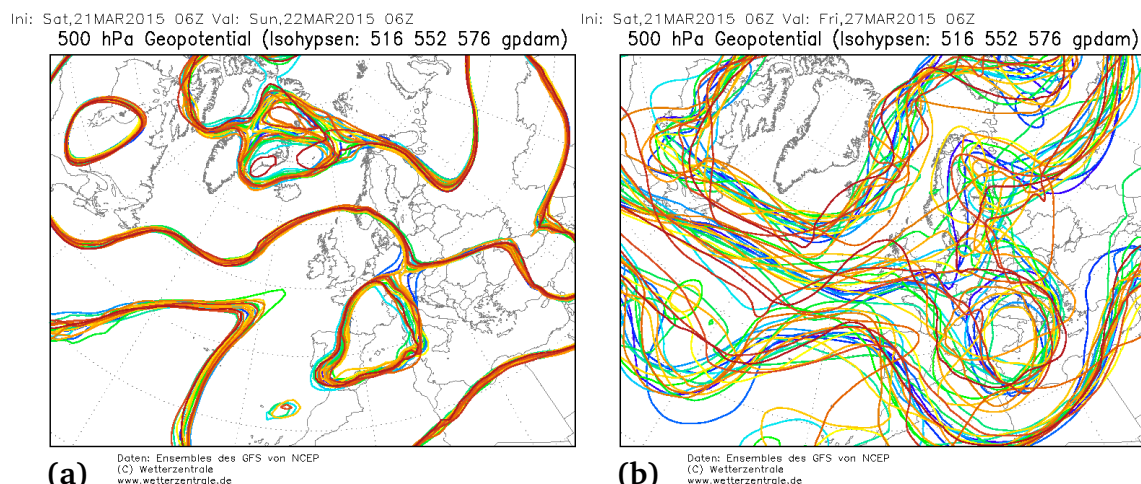 Ini: Sat,21MAR2015 06Z Val: Sun,22MAR2015 06Z
500 hPa Geopotential (Isohypsen: 516 552 576 gpdam)
Daten: Ensembles des GFS von NCEP
(C) Wetterzentrale
www.wetterzentrale.de
(a)
Ini: Sat,21MAR2015 06Z Val: Fri,27MAR2015 06Z
500 hPa Geopotential (Isohypsen: 516 552 576 gpdam)
Daten: Ensembles des GFS von NCEP
(C) Wetterzentrale
www.wetterzentrale.de
(b)